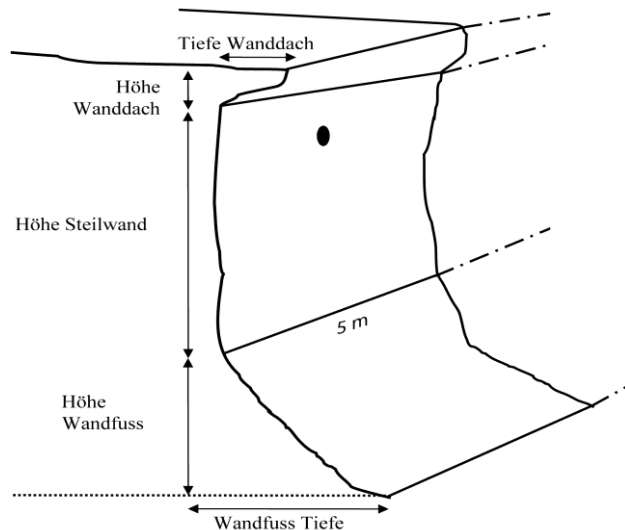 Tiefe Wanddach
Höhe
Wanddach
Höhe Steilwand
5 m
Höhe
Wandfuss
Wandfuss Tiefe